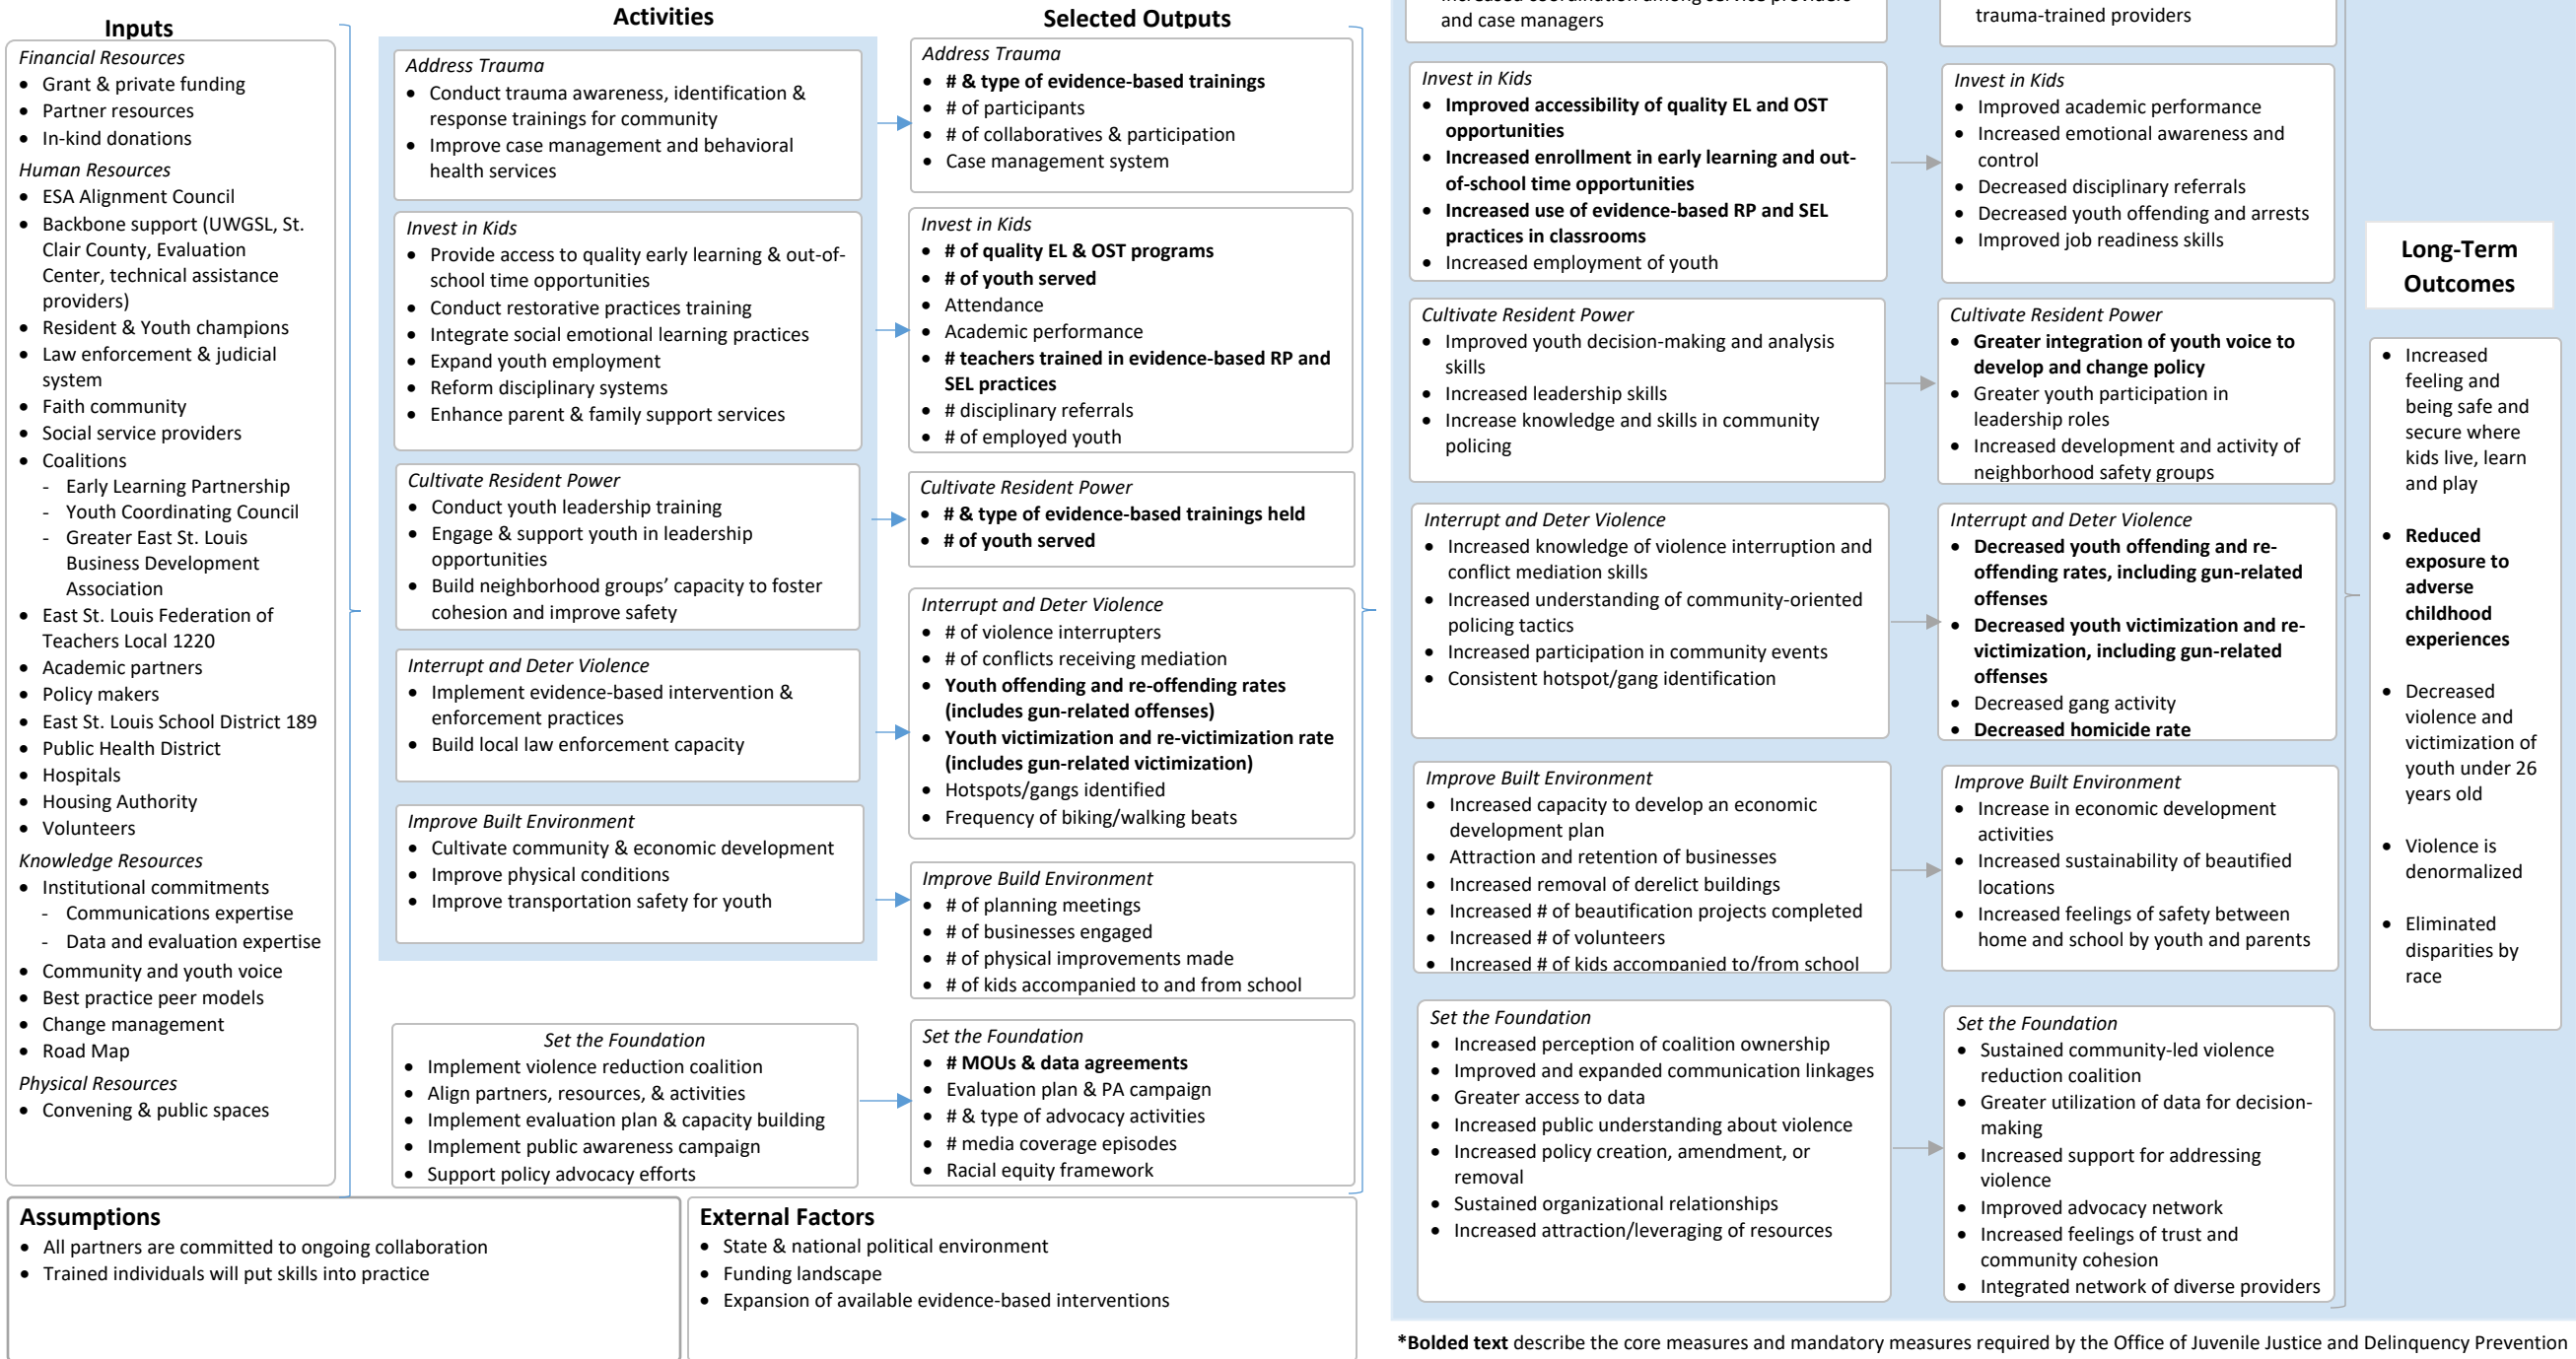 Inputs
Financial Resources
• Grant & private funding
• Partner resources
• In-kind donations
Human Resources
• ESA Alignment Council
• Backbone support (UWGSL, St.
Clair County, Evaluation
Center, technical assistance
providers)
• Resident & Youth champions
• Law enforcement & judicial
system
• Faith community
• Social service providers
• Coalitions
- Early Learning Partnership
- Youth Coordinating Council
- Greater East St. Louis
Business Development
Association
• East St. Louis Federation of
Teachers Local 1220
• Academic partners
• Policy makers
• East St. Louis School District 189
• Public Health District
• Hospitals
• Housing Authority
• Volunteers
Knowledge Resources
• Institutional commitments
- Communications expertise
- Data and evaluation expertise
• Community and youth voice
• Best practice peer models
• Change management
• Road Map
Physical Resources
• Convening & public spaces
Activities
Address Trauma
• Conduct trauma awareness, identification &
response trainings for community
• Improve case management and behavioral
health services
Invest in Kids
• Provide access to quality early learning & out-of-
school time opportunities
• Conduct restorative practices training
• Integrate social emotional learning practices
• Expand youth employment
• Reform disciplinary systems
• Enhance parent & family support services
Cultivate Resident Power
• Conduct youth leadership training
• Engage & support youth in leadership
opportunities
• Build neighborhood groups’ capacity to foster
cohesion and improve safety
Interrupt and Deter Violence
• Implement evidence-based intervention &
enforcement practices
• Build local law enforcement capacity
Improve Built Environment
• Cultivate community & economic development
• Improve physical conditions
• Improve transportation safety for youth
Set the Foundation
• Implement violence reduction coalition
• Align partners, resources, & activities
• Implement evaluation plan & capacity building
• Implement public awareness campaign
• Support policy advocacy efforts
Selected Outputs
Address Trauma
• # & type of evidence-based trainings
• # of participants
• # of collaboratives & participation
• Case management system
Invest in Kids
• # of quality EL & OST programs
• # of youth served
• Attendance
• Academic performance
• # teachers trained in evidence-based RP and
SEL practices
• # disciplinary referrals
• # of employed youth
Cultivate Resident Power
• # & type of evidence-based trainings held
• # of youth served
Interrupt and Deter Violence
• # of violence interrupters
• # of conflicts receiving mediation
• Youth offending and re-offending rates
(includes gun-related offenses)
• Youth victimization and re-victimization rate
(includes gun-related victimization)
• Hotspots/gangs identified
• Frequency of biking/walking beats
Improve Build Environment
• # of planning meetings
• # of businesses engaged
• # of physical improvements made
• # of kids accompanied to and from school
Set the Foundation
• # MOUs & data agreements
• Evaluation plan & PA campaign
• # & type of advocacy activities
• # media coverage episodes
• Racial equity framework
Assumptions
• All partners are committed to ongoing collaboration
• Trained individuals will put skills into practice
External Factors
• State & national political environment
• Funding landscape
• Expansion of available evidence-based interventions
Increased coordination among service providers
and case managers
Invest in Kids
• Improved accessibility of quality EL and OST
opportunities
• Increased enrollment in early learning and out-
of-school time opportunities
• Increased use of evidence-based RP and SEL
practices in classrooms
• Increased employment of youth
Cultivate Resident Power
• Improved youth decision-making and analysis
skills
• Increased leadership skills
• Increase knowledge and skills in community
policing
Interrupt and Deter Violence
• Increased knowledge of violence interruption and
conflict mediation skills
• Increased understanding of community-oriented
policing tactics
• Increased participation in community events
• Consistent hotspot/gang identification
Improve Built Environment
• Increased capacity to develop an economic
development plan
• Attraction and retention of businesses
• Increased removal of derelict buildings
• Increased # of beautification projects completed
• Increased # of volunteers
• Increased # of kids accompanied to/from school
Set the Foundation
• Increased perception of coalition ownership
• Improved and expanded communication linkages
• Greater access to data
• Increased public understanding about violence
• Increased policy creation, amendment, or
removal
• Sustained organizational relationships
• Increased attraction/leveraging of resources
trauma-trained providers
Invest in Kids
• Improved academic performance
• Increased emotional awareness and
control
• Decreased disciplinary referrals
• Decreased youth offending and arrests
• Improved job readiness skills
Cultivate Resident Power
• Greater integration of youth voice to
develop and change policy
• Greater youth participation in
leadership roles
• Increased development and activity of
neighborhood safety groups
Interrupt and Deter Violence
• Decreased youth offending and re-
offending rates, including gun-related
offenses
• Decreased youth victimization and re-
victimization, including gun-related
offenses
• Decreased gang activity
• Decreased homicide rate
Improve Built Environment
• Increase in economic development
activities
• Increased sustainability of beautified
locations
• Increased feelings of safety between
home and school by youth and parents
Set the Foundation
• Sustained community-led violence
reduction coalition
• Greater utilization of data for decision-
making
• Increased support for addressing
violence
• Improved advocacy network
• Increased feelings of trust and
community cohesion
• Integrated network of diverse providers
Long-Term
Outcomes
• Increased
feeling and
being safe and
secure where
kids live, learn
and play
• Reduced
exposure to
adverse
childhood
experiences
• Decreased
violence and
victimization of
youth under 26
years old
• Violence is
denormalized
• Eliminated
disparities by
race
*Bolded text describe the core measures and mandatory measures required by the Office of Juvenile Justice and Delinquency Prevention